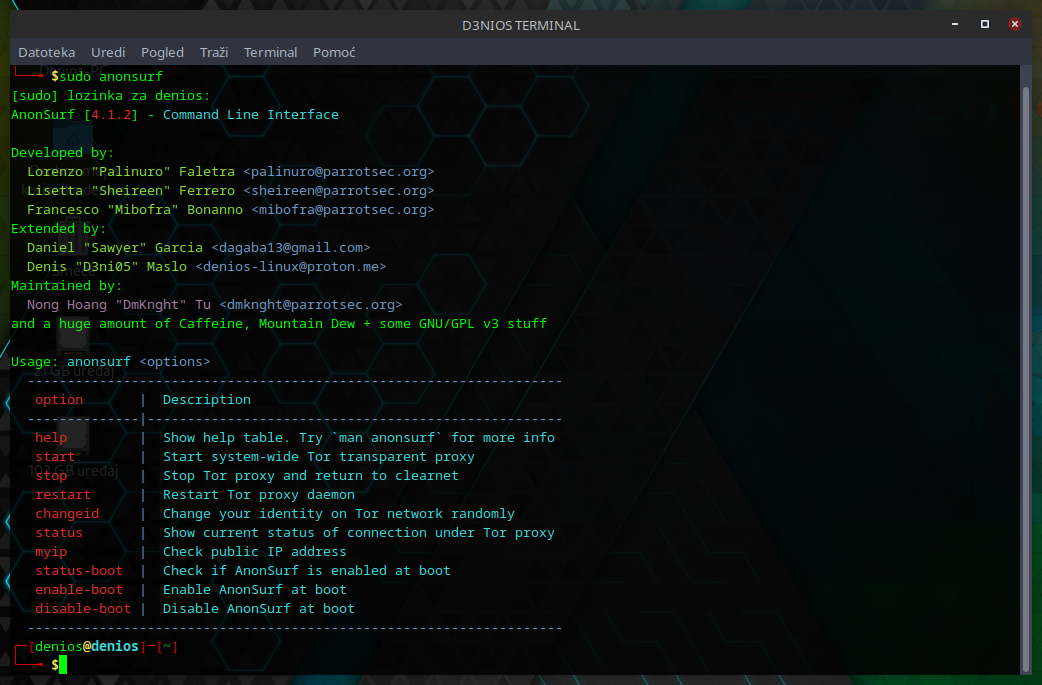 D3NIOS TERMINAL
Datoteka Uredi Pogled Traži Terminal Pomoć
$sudo anonsurf
[sudo] lozinka za denios:
AnonSurf [4.1.2] - Command Line Interface
Developed by:
Lorenzo "Palinuro" Faletra <palinuro@parrotsec.org>
Lisetta "Sheireen" Ferrero <sheireen@parrotsec.org>
Francesco "Mibofra" Bonanno <mibofra@parrotsec.org>
Extended by:
Daniel "Sawyer" Garcia <dagaba13@gmail.com>
Denis "D3ni05" Maslo <denios-linux@proton.me>
Maintained by:
Nong Hoang "DmKnght" Tu <dmknght@parrotsec.org>
and a huge amount of Caffeine, Mountain Dew + some GNU/GPL v3 stuff
Usage: anonsurf <options>
---------------------------------------------------------------------
option | Description
--------------|----------------------------------------------------
help | Show help table. Try `man anonsurf` for more info
start | Start system-wide Tor transparent proxy
stop | Stop Tor proxy and return to clearnet
restart | Restart Tor proxy daemon
changeid | Change your identity on Tor network randomly
status | Show current status of connection under Tor proxy
myip | Check public IP address
status-boot | Check if AnonSurf is enabled at boot
enable-boot | Enable AnonSurf at boot
disable-boot | Disable AnonSurf at boot
---------------------------------------------------------------------
┌─[denios@denios]─[~]
└──╼ $